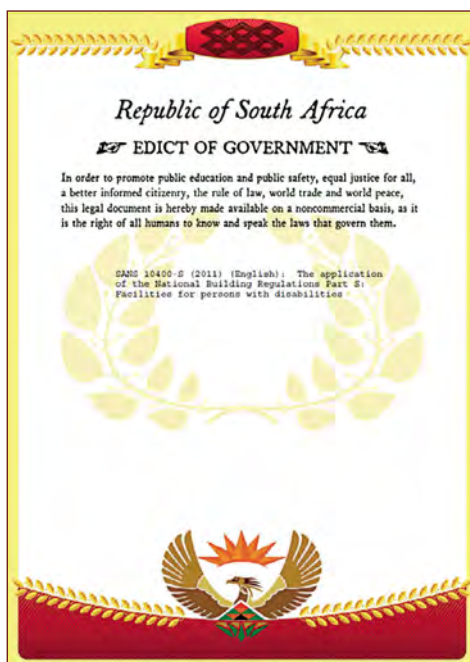 Republic of South Africa
EDICT OF GOVERNMENT
In order to promote public education and public safety, equal justice for all,
a better informed citizenry, the rule of law, world trade and world peace,
this legal document is hereby made available on a noncommercial basis, as it
is the right of all humans to know and speak the laws that govern them.
SANS 10400-S (2011) (English): The application
of the National Building Regulations Part S:
Facilities for persons with disabilities